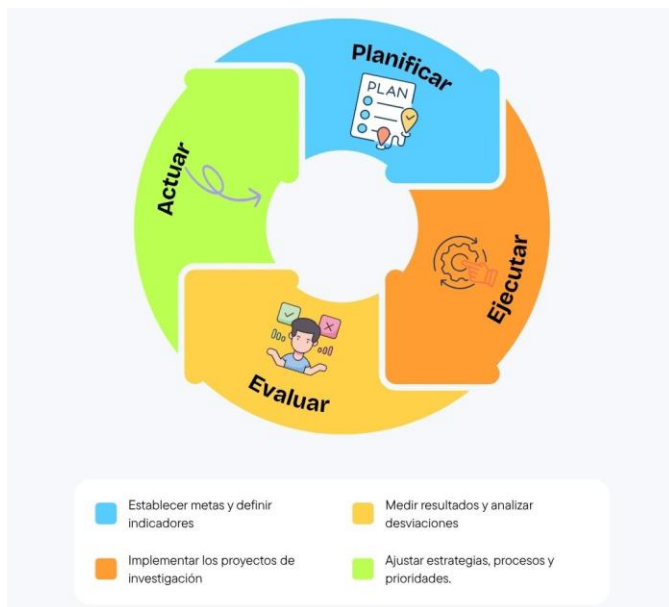 Planificar
PLAN
Ejecutar
Evaluar
Actuar
Establecer metas y definir
indicadores
Medir resultados y analizar
desviaciones
Implementar los proyectos de
investigación
Ajustar estrategias, procesos y
prioridades.